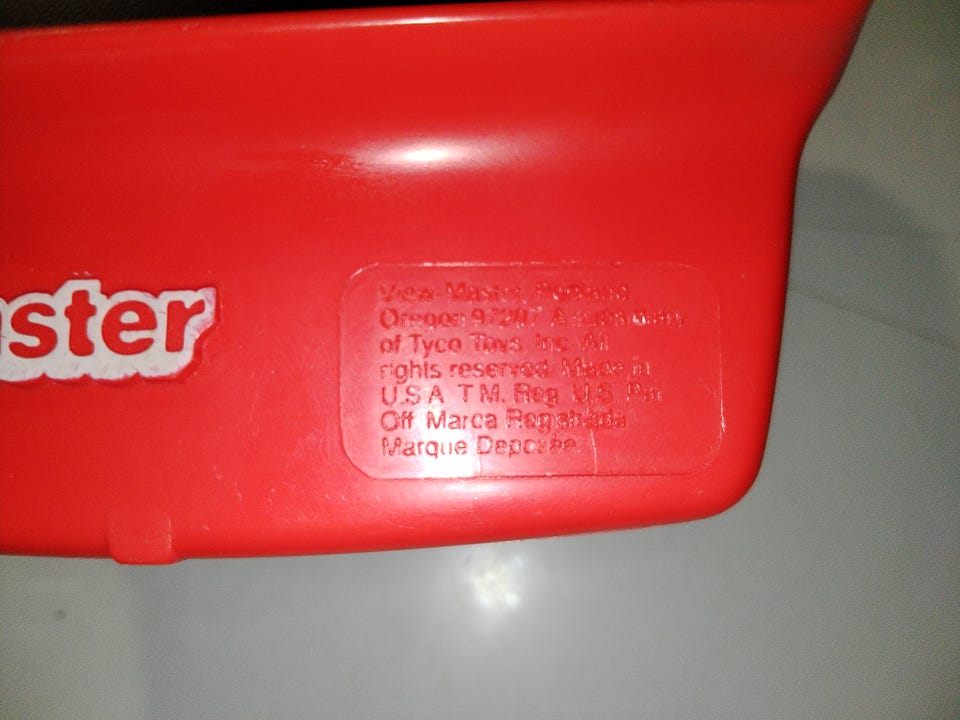 ster
View-Master, Portland
Oregon 97207 A subsidiary
of Tyco Toys, Inc. All
rights reserved. Made in
U.S.A. T.M. Reg. U.S. Pat.
Off. Marca Registrada
Marque Deposée